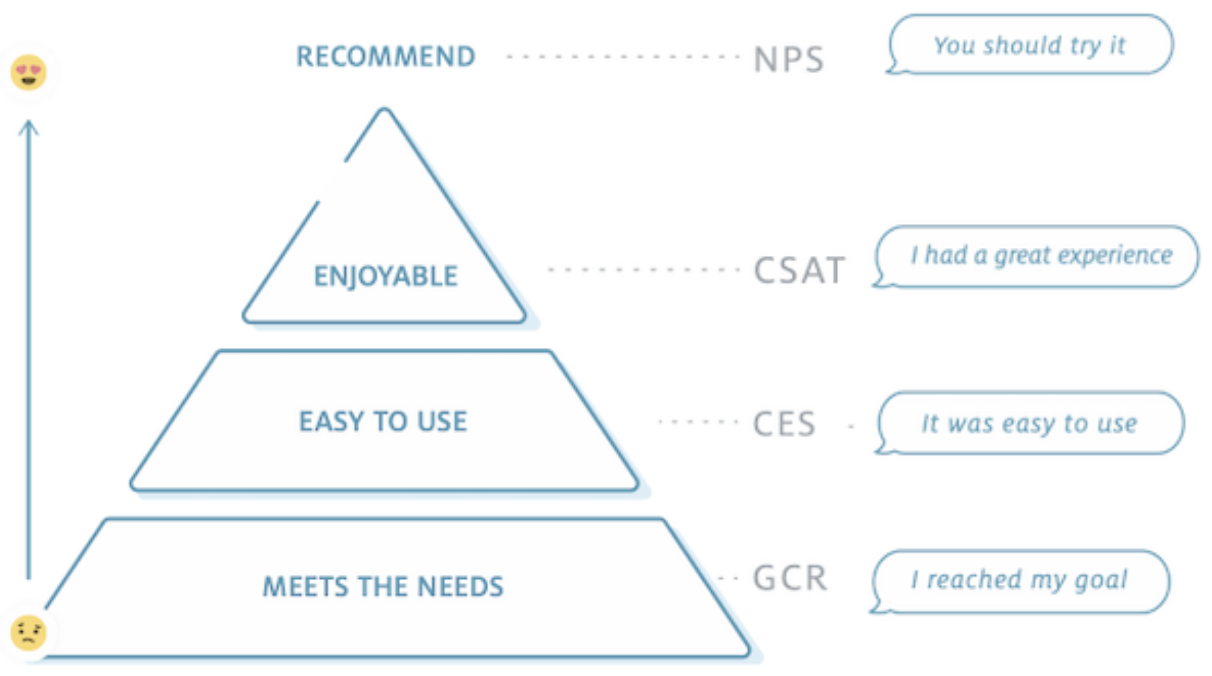 RECOMMEND NPS You should try it
ENJOYABLE CSAT I had a great experience
EASY TO USE CES It was easy to use
MEETS THE NEEDS GCR I reached my goal